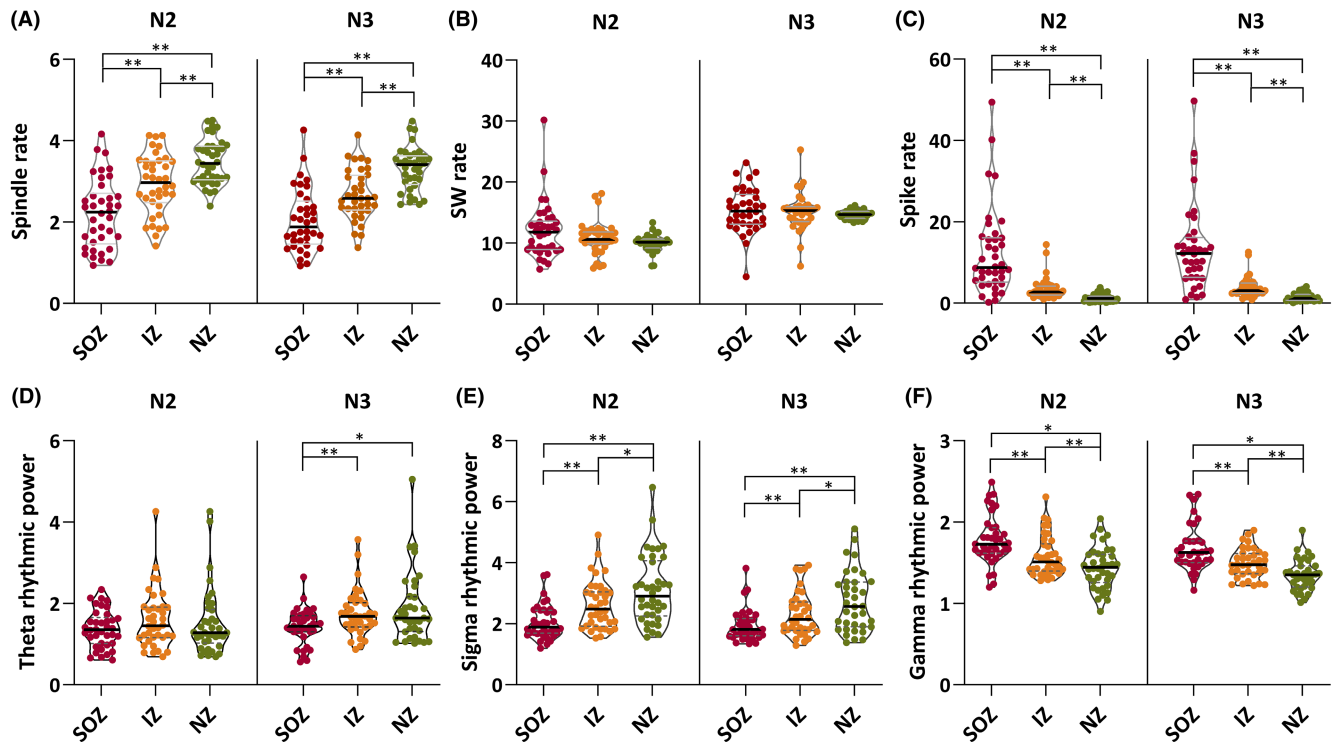 (A) N2 N3
Spindle rate
6
4
2
0
** ** **
** ** **
SOZ IZ NZ SOZ IZ NZ
(B) N2 N3
SW rate
40
30
20
10
0
SOZ IZ NZ SOZ IZ NZ
(C) N2 N3
Spike rate
60
40
20
0
** ** **
** ** **
SOZ IZ NZ SOZ IZ NZ
(D) N2 N3
Theta rhythmic power
6
4
2
0
*
**
SOZ IZ NZ SOZ IZ NZ
(E) N2 N3
Sigma rhythmic power
8
6
4
2
0
** ** *
** ** *
SOZ IZ NZ SOZ IZ NZ
(F) N2 N3
Gamma rhythmic power
3
2
1
0
* ** **
* ** **
SOZ IZ NZ SOZ IZ NZ